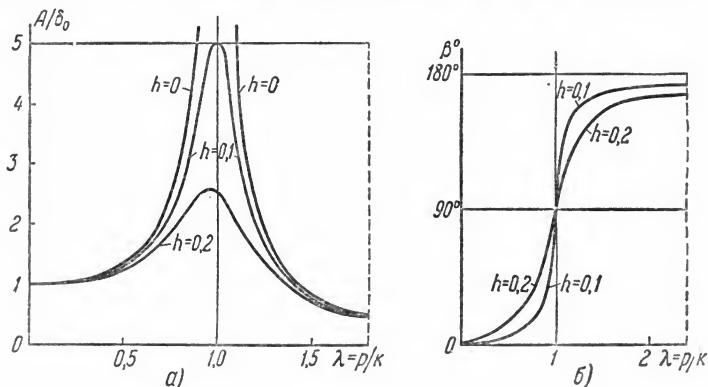 A/δ₀
5
4
3
2
1
0
h=0
h=0
h=0,1
h=0,2
0,5
1,0
1,5
λ=p/к
а)
β°
180°
90°
0
h=0,1
h=0,2
h=0,2
h=0,1
1
2
λ=p/к
б)